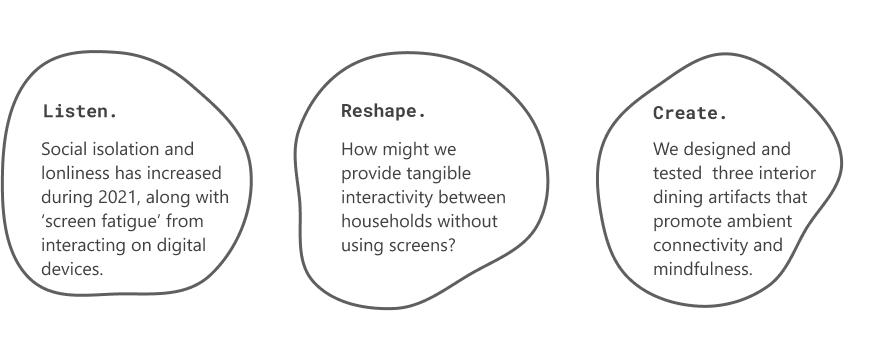 Listen.
Social isolation and
lonliness has increased
during 2021, along with
‘screen fatigue’ from
interacting on digital
devices.
Reshape.
How might we
provide tangible
interactivity between
households without
using screens?
Create.
We designed and
tested  three interior
dining artifacts that
promote ambient
connectivity and
mindfulness.